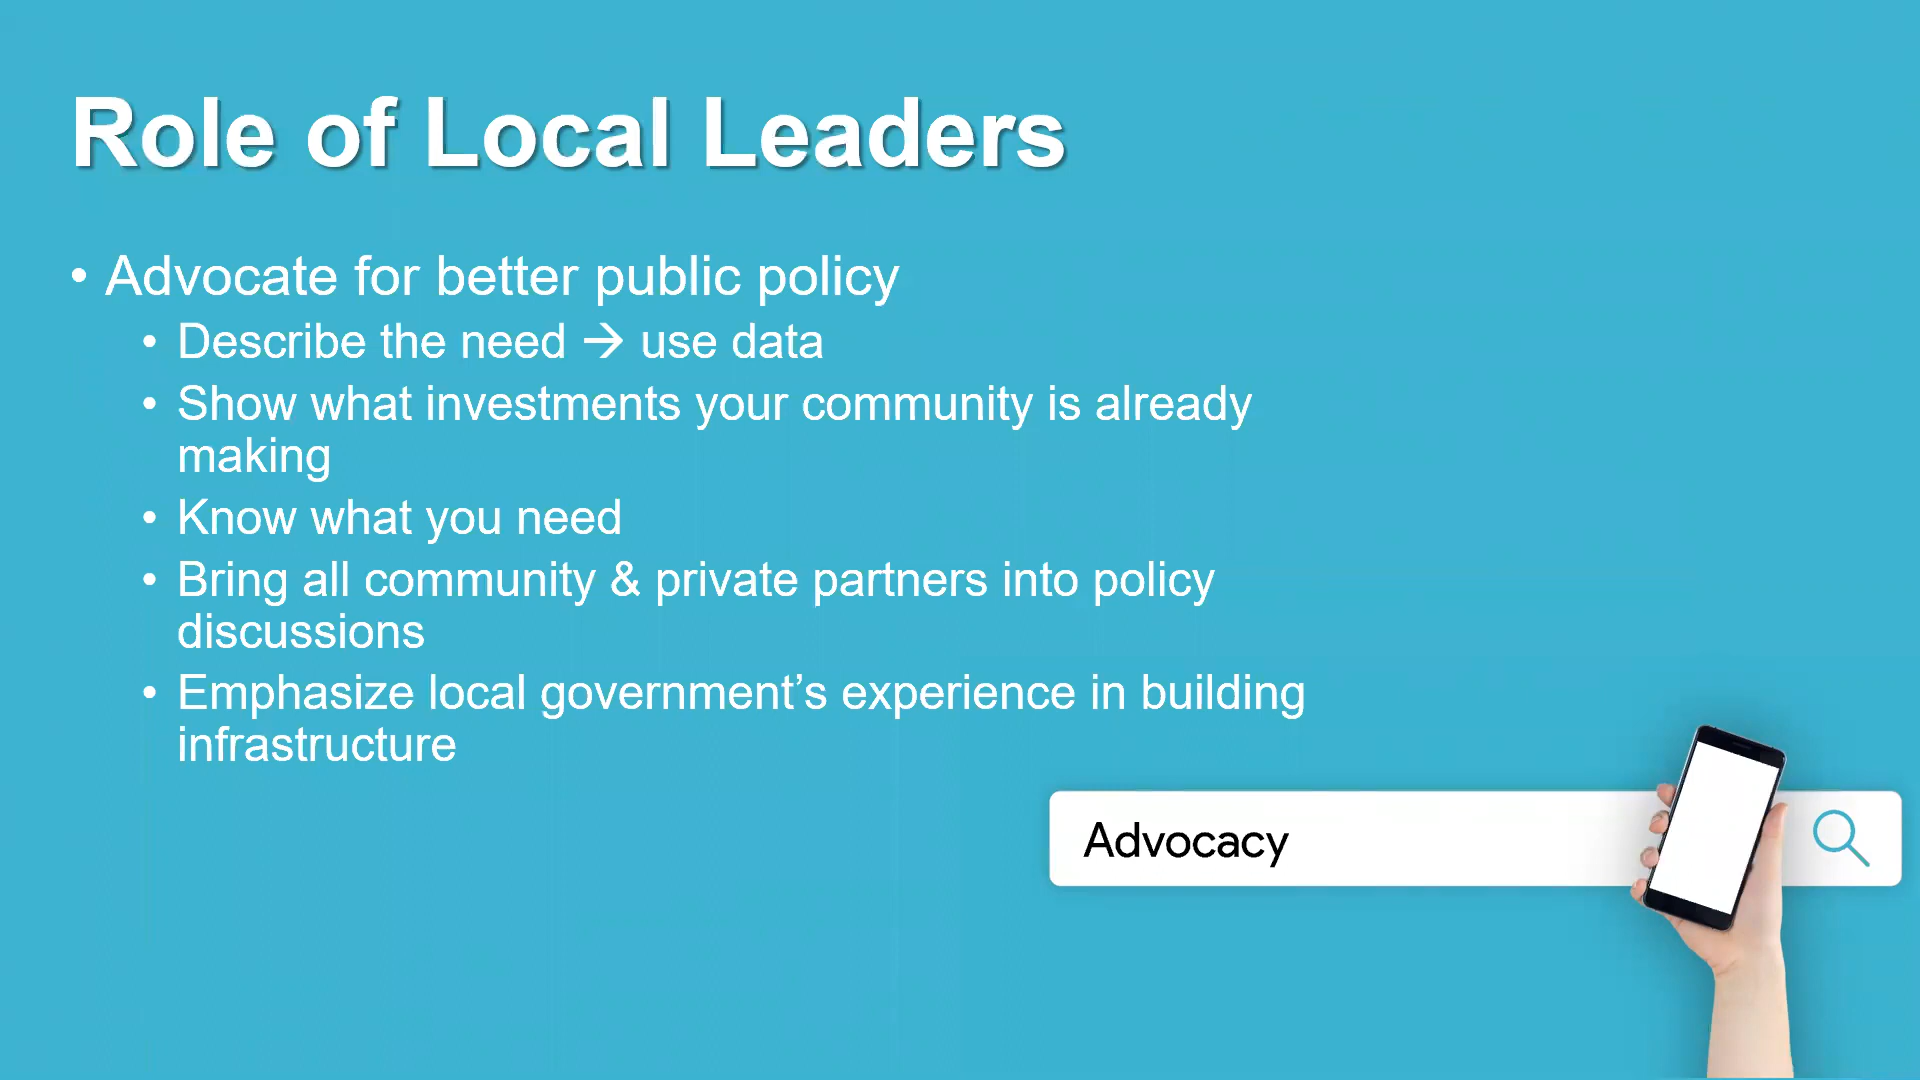 Role of Local Leaders
• Advocate for better public policy
• Describe the need → use data
• Show what investments your community is already
making
• Know what you need
• Bring all community & private partners into policy
discussions
• Emphasize local government’s experience in building
infrastructure
Advocacy